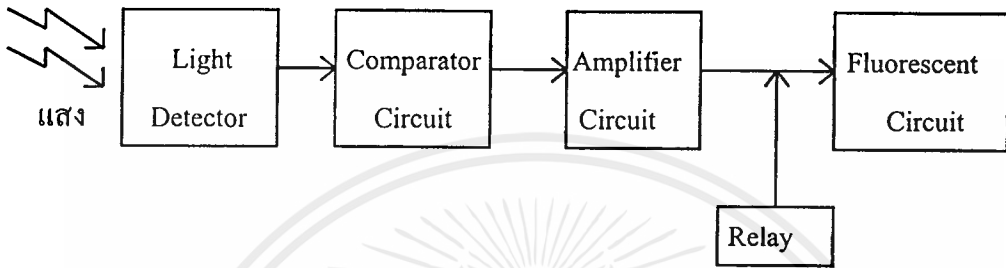 แสง
Light
Detector
Comparator
Circuit
Amplifier
Circuit
Fluorescent
Circuit
Relay